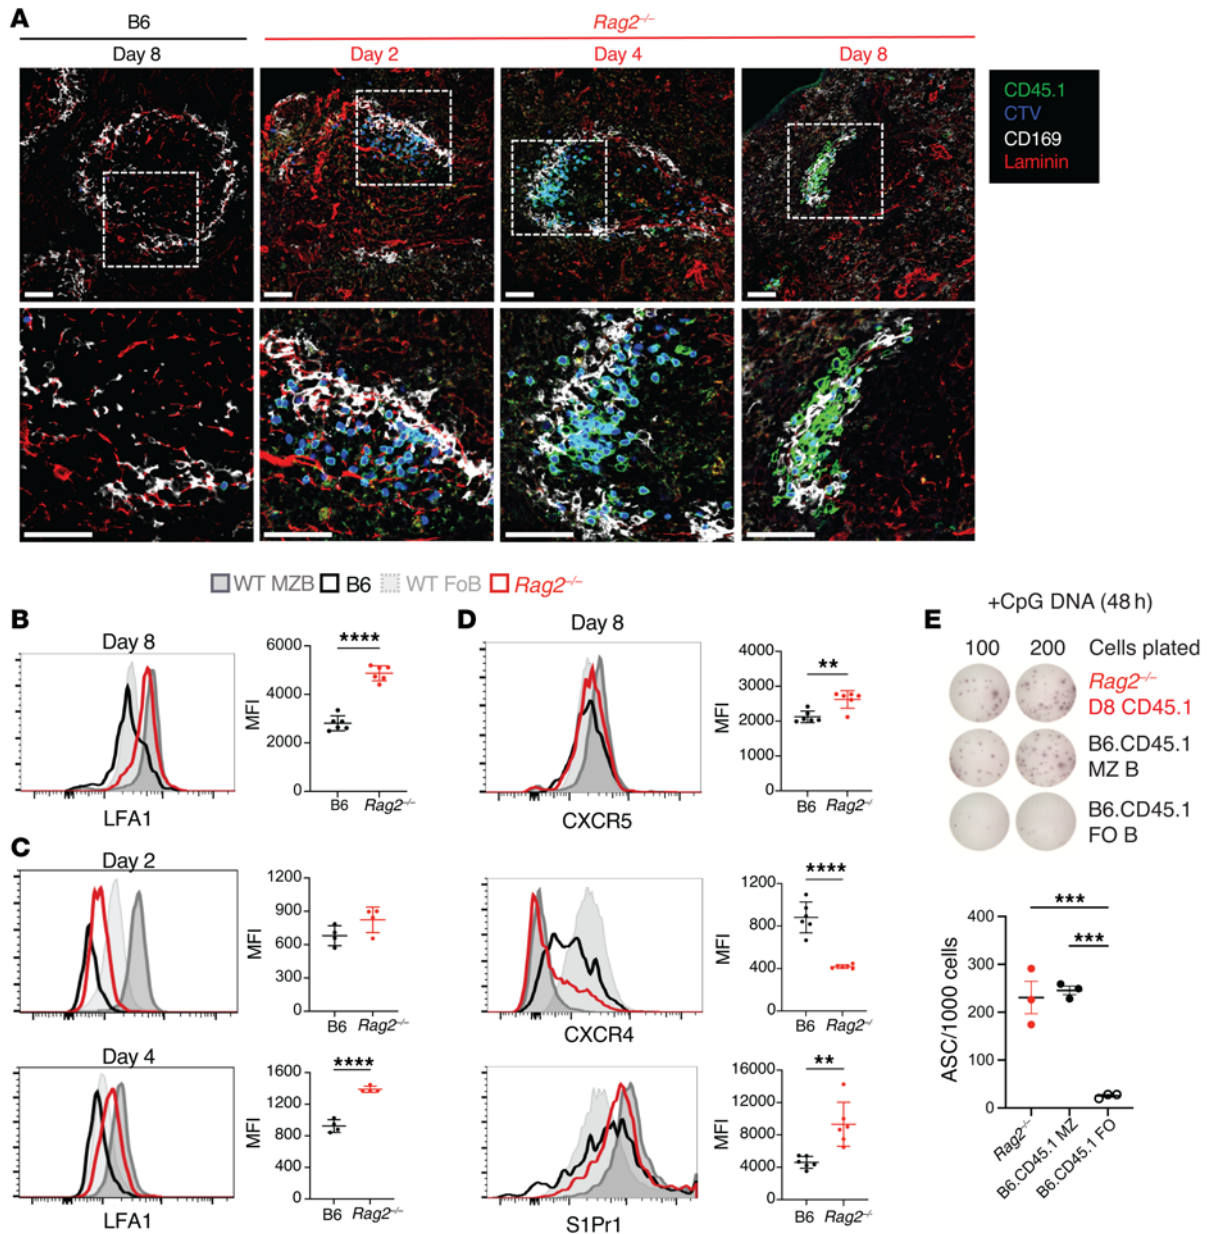 A
B6
Rag2–/–
Day 8
Day 2
Day 4
Day 8
CD45.1
CTV
CD169
Laminin
WT MZB B6 WT FoB Rag2–/–
B
Day 8
LFA1
6000
4000
2000
0
MFI
****
B6 Rag2–/–
C
Day 2
1200
900
600
300
0
MFI
B6 Rag2–/–
Day 4
LFA1
1600
1200
800
400
0
MFI
****
B6 Rag2–/–
D
Day 8
CXCR5
4000
3000
2000
1000
0
MFI
**
B6 Rag2–/
CXCR4
1200
800
400
0
MFI
****
B6 Rag2–/
S1Pr1
16000
12000
8000
4000
0
MFI
**
B6 Rag2–/
E
+CpG DNA (48 h)
100 200 Cells plated
Rag2–/–
D8 CD45.1
B6.CD45.1
MZ B
B6.CD45.1
FO B
400
300
200
100
0
ASC/1000 cells
***
***
Rag2–/–
B6.CD45.1 MZ
B6.CD45.1 FO